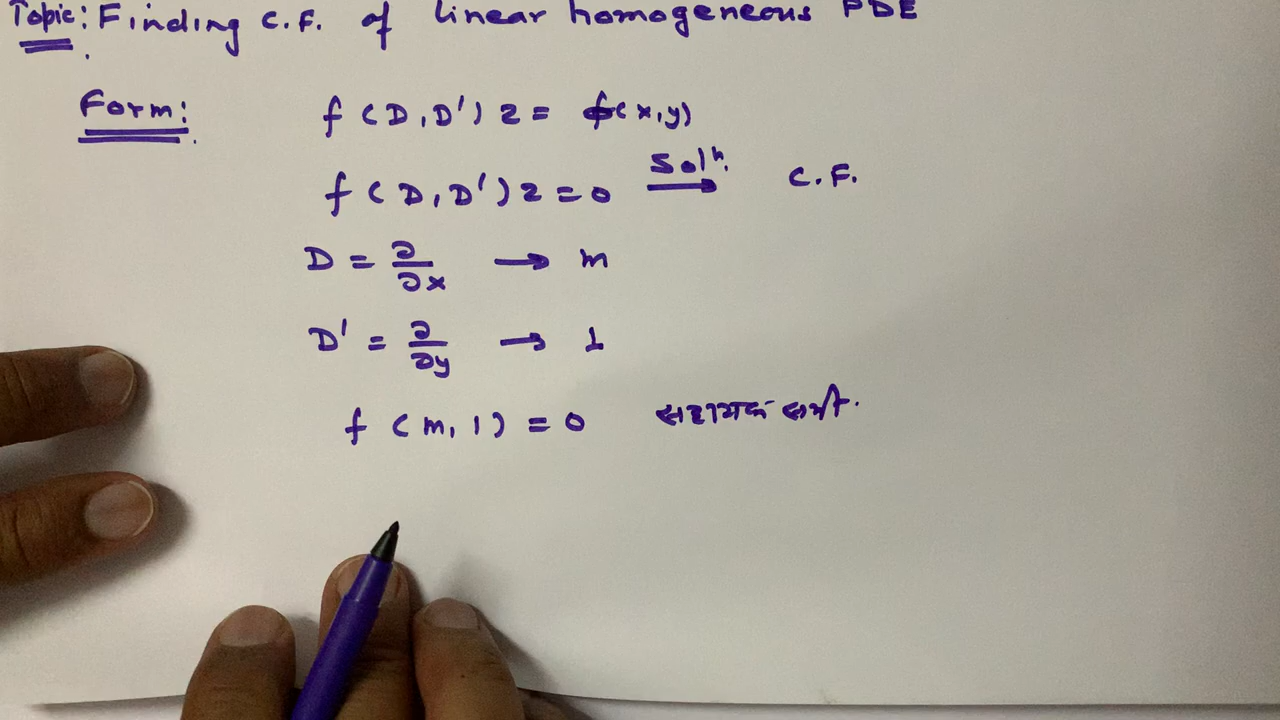 Topic: Finding C.F. of linear homogeneous PDE
Form: f(D,D')z = ϕ(x,y)
f(D,D')z=0 Solⁿ. → C.F.
D = ∂/∂x → m
D' = ∂/∂y → 1
f(m,1) = 0 सहायक समी.